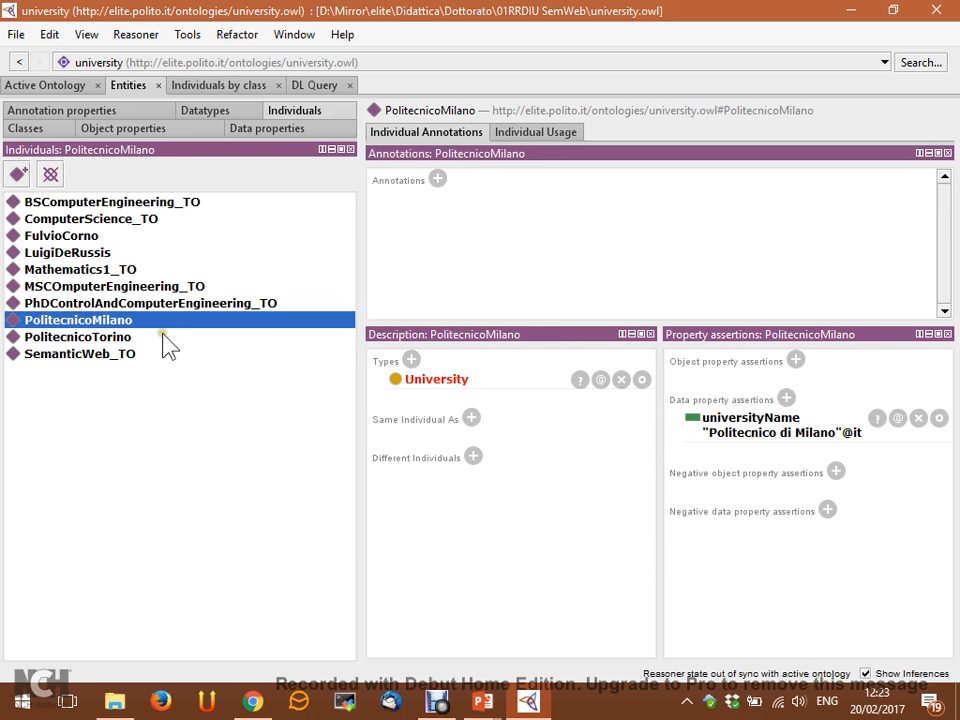 university (http://elite.polito.it/ontologies/university.owl) : [D:\Mirror\elite\Didattica\Dottorato\01RRDIU SemWeb\university.owl]
File Edit View Reasoner Tools Refactor Window Help
< university (http://elite.polito.it/ontologies/university.owl) Search...
Active Ontology × Entities × Individuals by class × DL Query ×
Annotation properties Datatypes Individuals
Classes Object properties Data properties
Individuals: PolitecnicoMilano
BSComputerEngineering_TO
ComputerScience_TO
FulvioCorno
LuigiDeRussis
Mathematics1_TO
MSCOmputerEngineering_TO
PhDControlAndComputerEngineering_TO
PolitecnicoMilano
PolitecnicoTorino
SemanticWeb_TO
PolitecnicoMilano — http://elite.polito.it/ontologies/university.owl#PolitecnicoMilano
Individual Annotations Individual Usage
Annotations: PolitecnicoMilano
Annotations
Description: PolitecnicoMilano
Types
University
Same Individual As
Different Individuals
Property assertions: PolitecnicoMilano
Object property assertions
Data property assertions
universityName
"Politecnico di Milano"@it
Negative object property assertions
Negative data property assertions
Reasoner state out of sync with active ontology Show Inferences
NCH
Recorded with Debut Home Edition. Upgrade to Pro to remove this message
ENG
12:23
20/02/2017
19